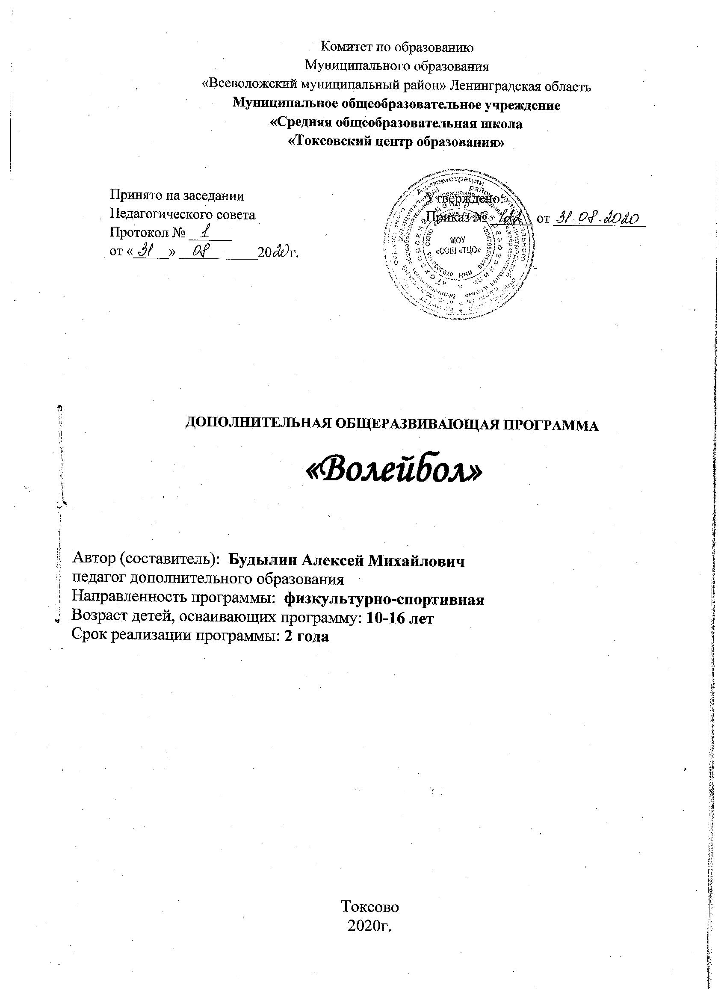 Комитет по образованию
Муниципального образования
«Всеволожский муниципальный район» Ленинградская область
Муниципальное общеобразовательное учреждение
«Средняя общеобразовательная школа
«Токсовский центр образования»
Принято на заседании
Педагогического совета
Протокол № 1
от «31» 08 2020г.
Утверждено:
Приказ № 122 от 31.08.2020
МОУ
«СОШ «ТЦО»
«Токсовский центр образования»
ДОПОЛНИТЕЛЬНАЯ ОБЩЕРАЗВИВАЮЩАЯ ПРОГРАММА
«Волейбол»
Автор (составитель): Будылин Алексей Михайлович
педагог дополнительного образования
Направленность программы: физкультурно-спортивная
Возраст детей, осваивающих программу: 10-16 лет
Срок реализации программы: 2 года
Токсово
2020г.